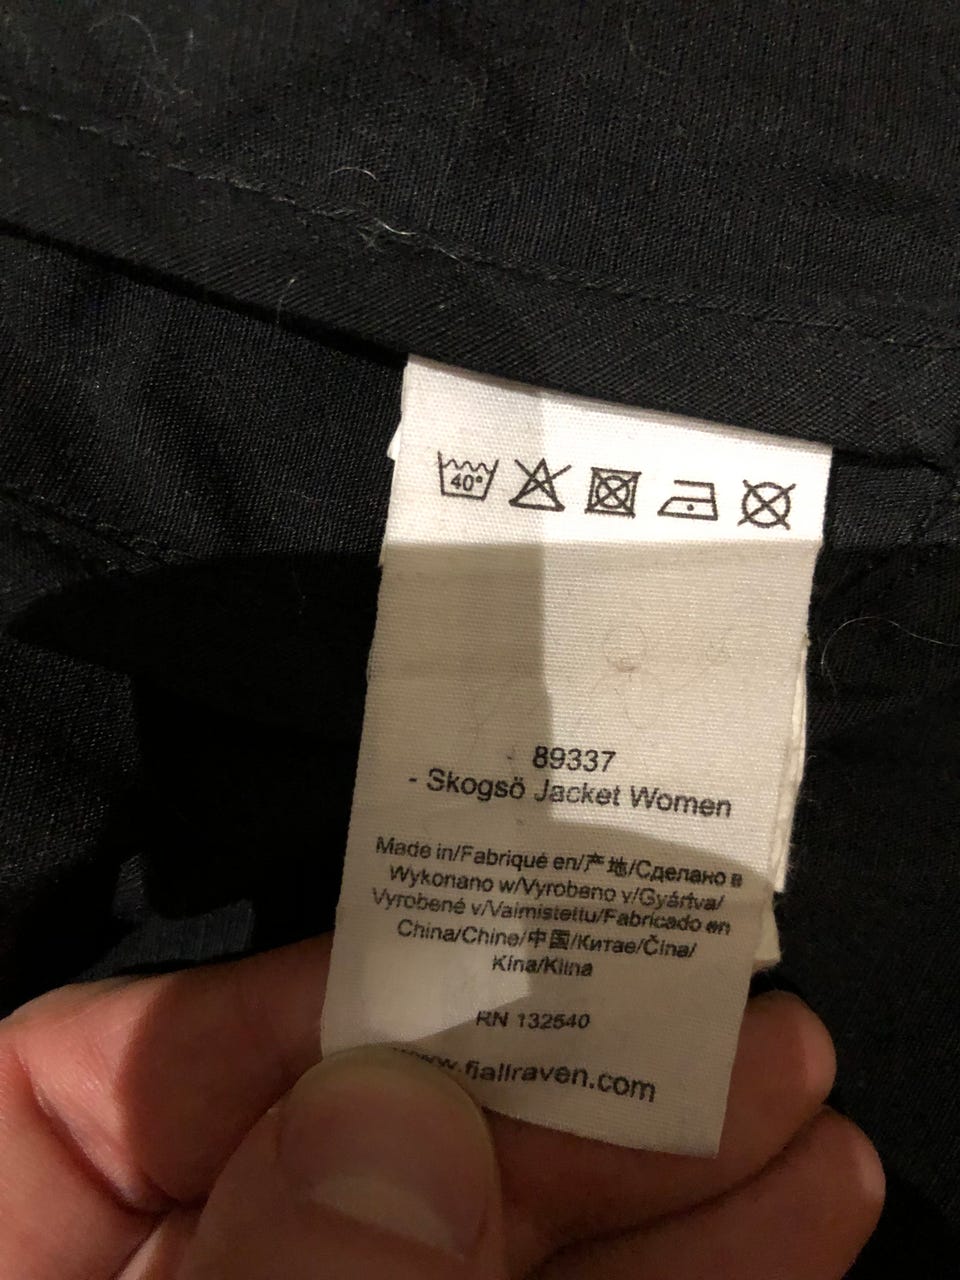 40°
89337
- Skogsö Jacket Women
Made in/Fabriqué en/产地/Сделано в
Wykonano w/Vyrobeno v/Gyártva/
Vyrobené v/Valmistettu/Fabricado en
China/Chine/中国/Китае/Čína/
Kína/Kiina
RN 132540
www.fjallraven.com